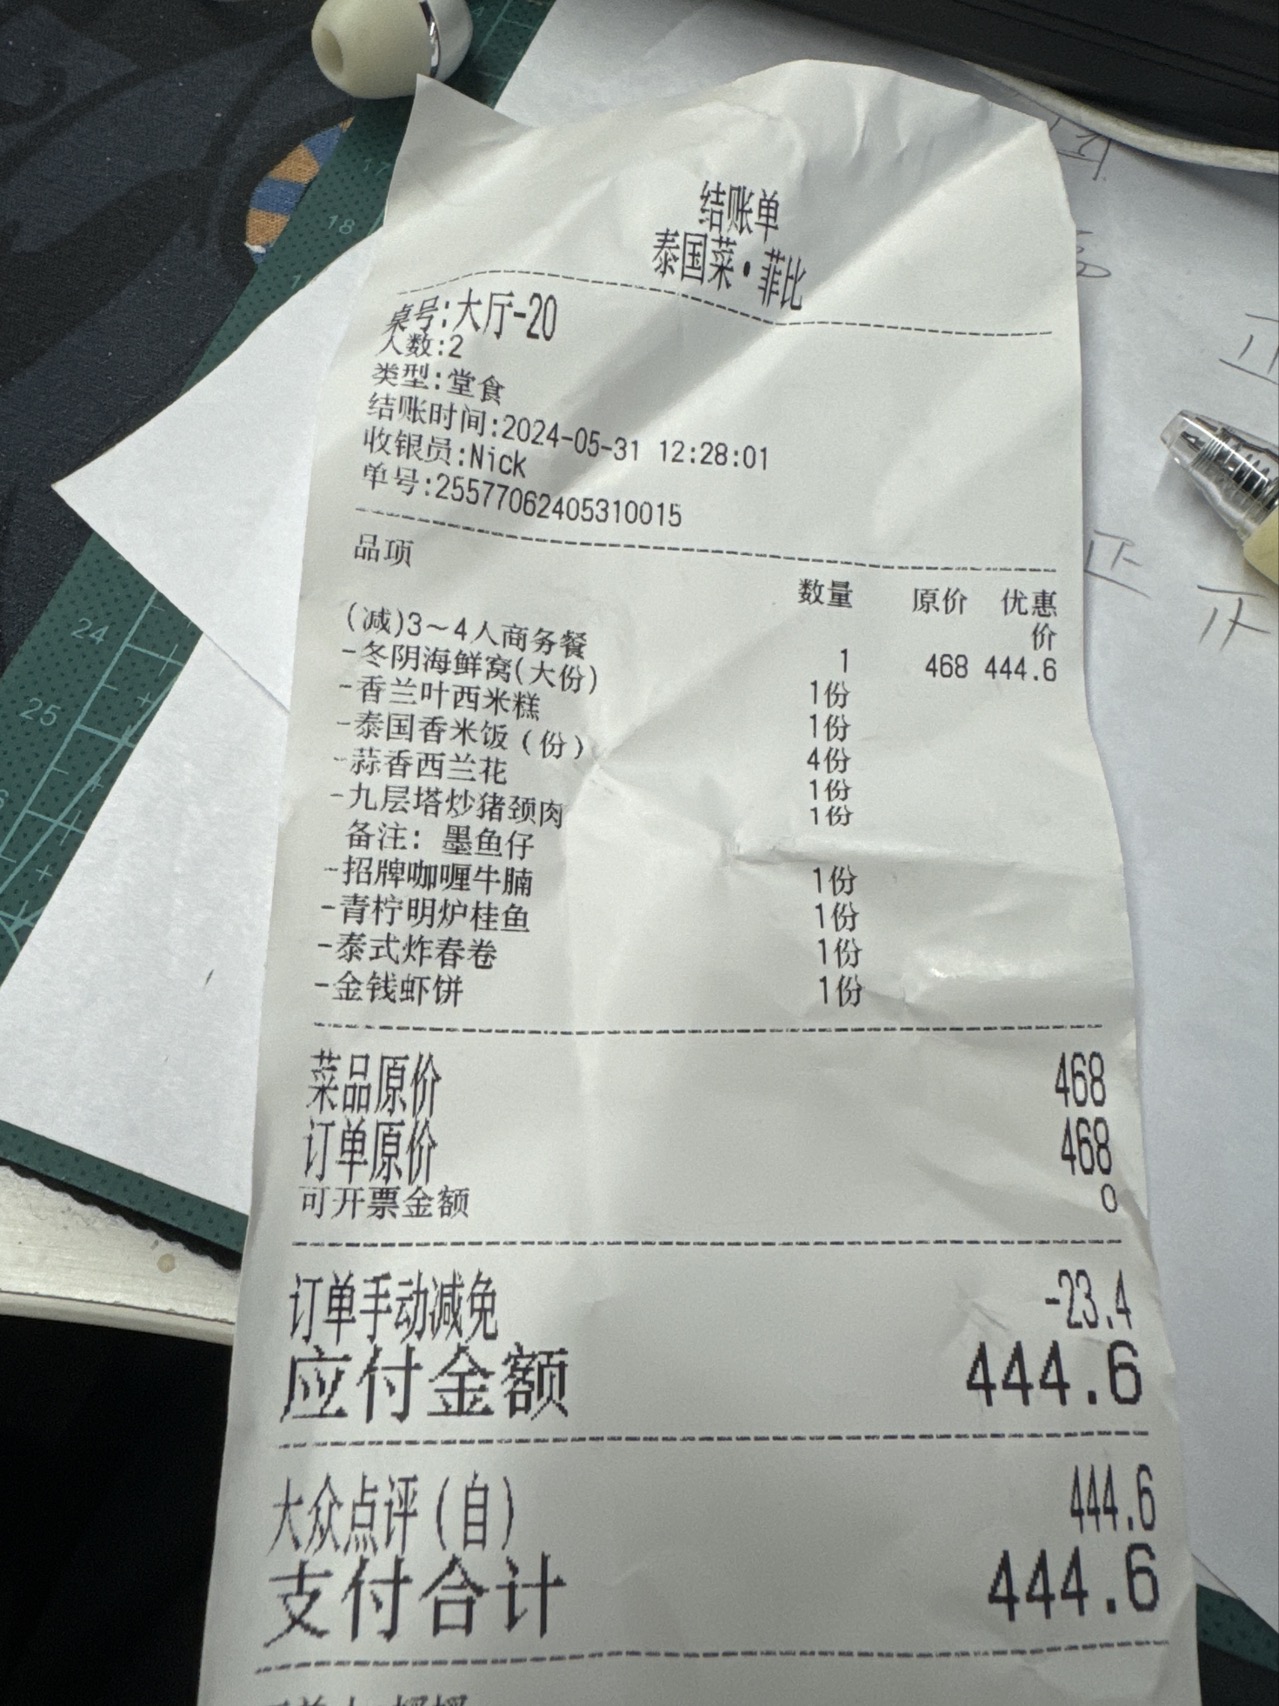 结账单
泰国菜•菲比
桌号:大厅-20
人数:2
类型:堂食
结账时间:2024-05-31 12:28:01
收银员:Nick
单号:25577062405310015
品项 数量 原价 优惠价
(减)3~4人商务餐 1 468 444.6
-冬阴海鲜窝(大份) 1份
-香兰叶西米糕 1份
-泰国香米饭(份) 4份
-蒜香西兰花 1份
-九层塔炒猪颈肉 1份
备注: 墨鱼仔
-招牌咖喱牛腩 1份
-青柠明炉桂鱼 1份
-泰式炸春卷 1份
-金钱虾饼 1份
菜品原价 468
订单原价 468
可开票金额 0
订单手动减免 -23.4
应付金额 444.6
大众点评(自) 444.6
支付合计 444.6
18
24
25
正
正